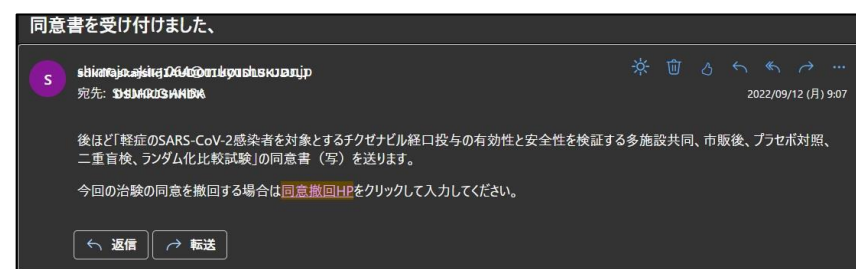 同意書を受け付けました、
S
宛先:
2022/09/12 (月) 9:07
後ほど「軽症のSARS-CoV-2感染者を対象とするチクゼナビル経口投与の有効性と安全性を検証する多施設共同、市販後、プラセボ対照、
二重盲検、ランダム化比較試験」の同意書（写）を送ります。
今回の治験の同意を撤回する場合は同意撤回HPをクリックして入力してください。
返信 転送